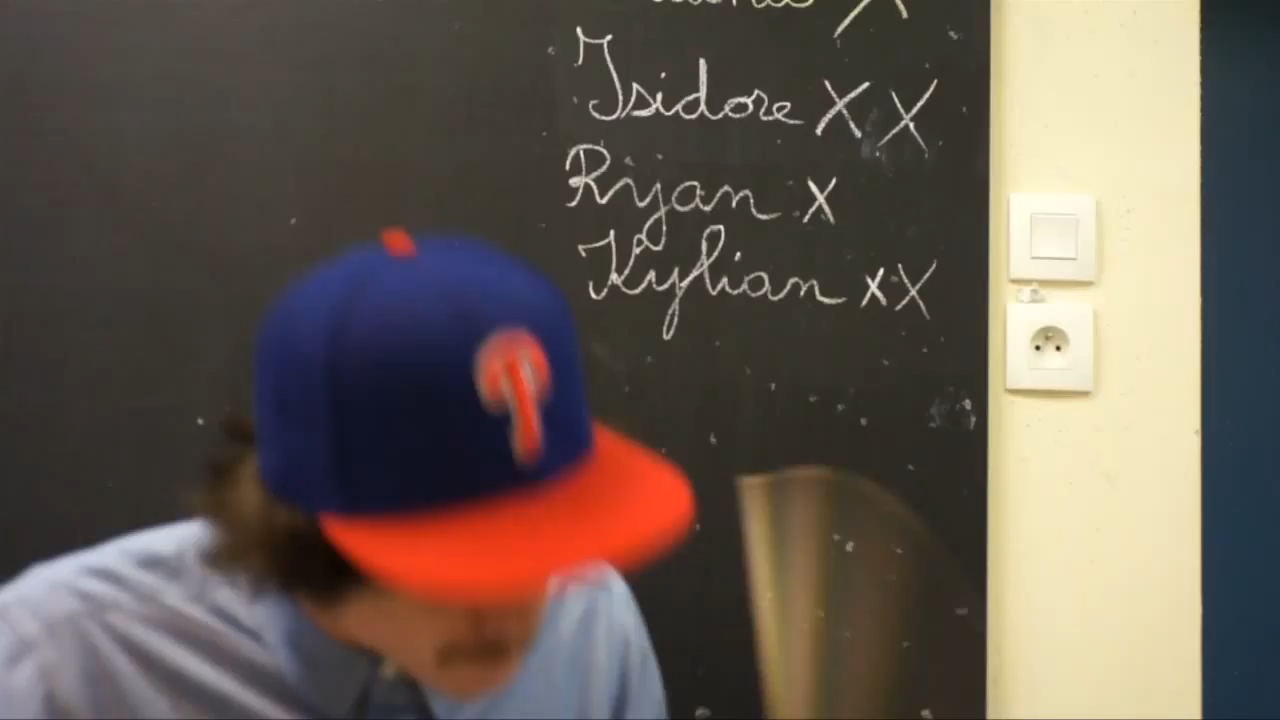 X
Isidore X X
Ryan x
Kylian x X
P